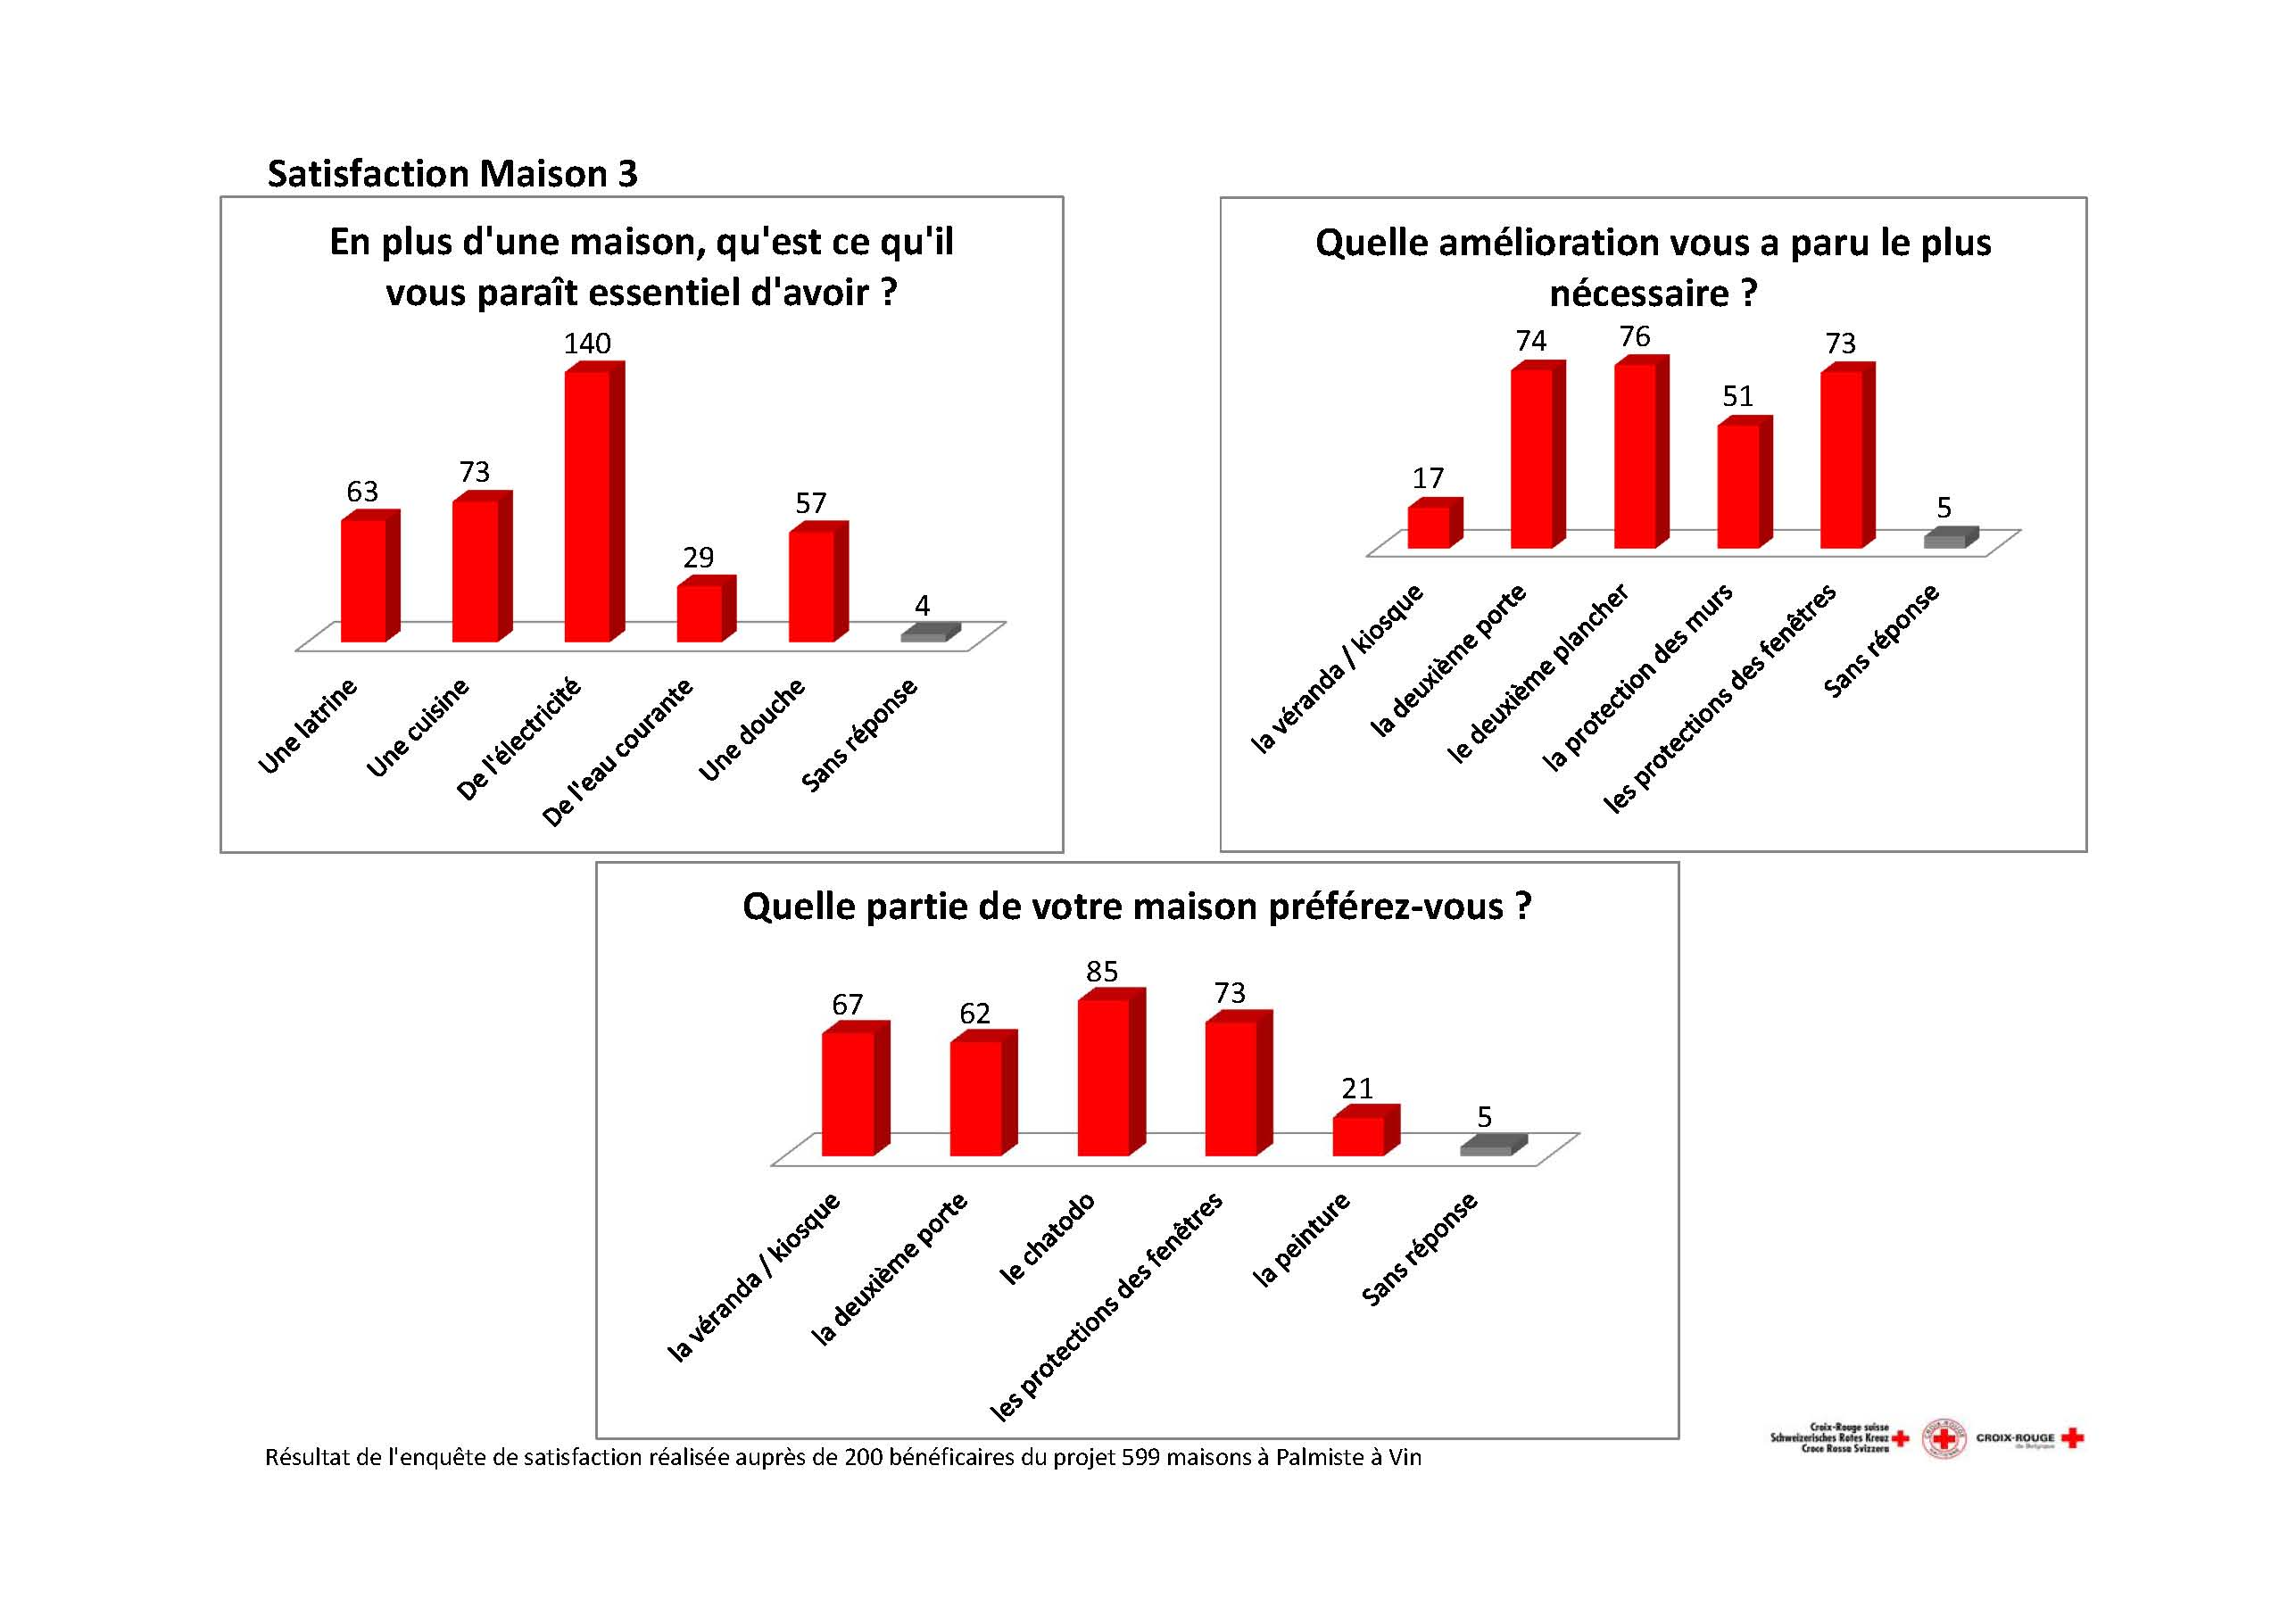 Satisfaction Maison 3
En plus d'une maison, qu'est ce qu'il
vous paraît essentiel d'avoir ?
140
73
63
57
29
4
Une latrine
Une cuisine
De l'électricité
De l'eau courante
Une douche
Sans réponse
Quelle amélioration vous a paru le plus
nécessaire ?
74
76
73
51
17
5
la véranda / kiosque
la deuxième porte
le deuxième plancher
la protection des murs
les protections des fenêtres
Sans réponse
Quelle partie de votre maison préférez-vous ?
85
73
67
62
21
5
la véranda / kiosque
la deuxième porte
le chatodo
les protections des fenêtres
la peinture
Sans réponse
Résultat de l'enquête de satisfaction réalisée auprès de 200 bénéficaires du projet 599 maisons à Palmiste à Vin
Croix-Rouge suisse
Schweizerisches Rotes Kreuz
Croce Rossa Svizzera
CROIX-ROUGE
CROIX-ROUGE
de Belgique